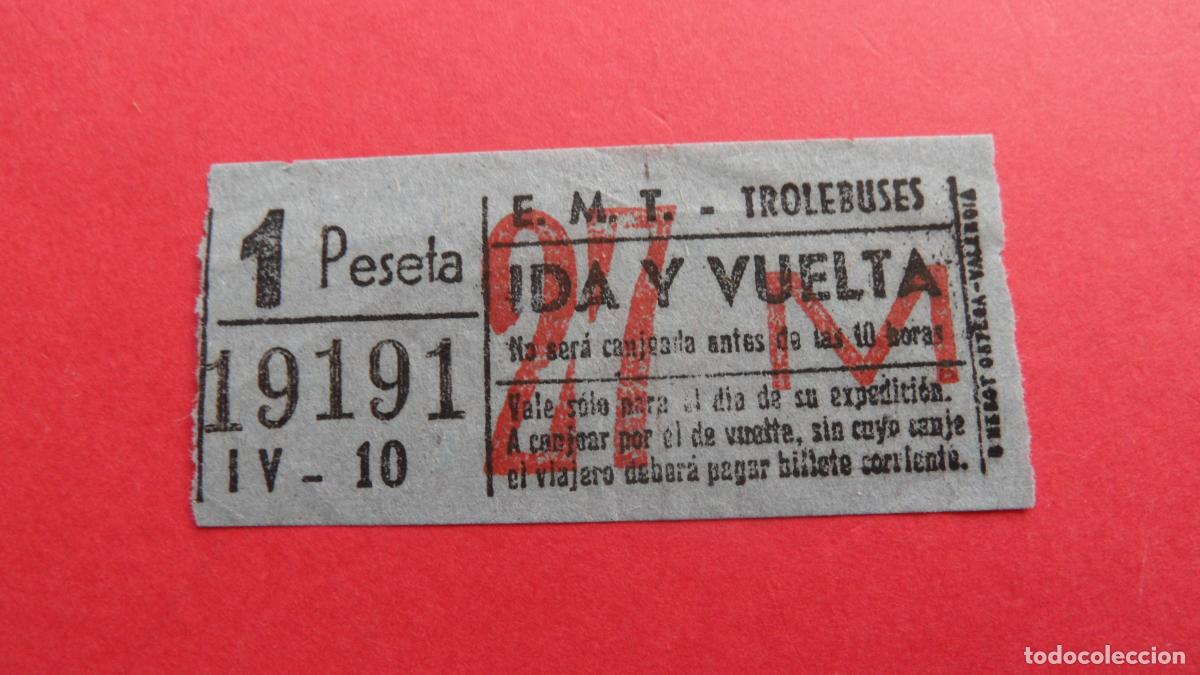 1 Peseta
19191
IV - 10
E. M. T. - TROLEBUSES
IDA Y VUELTA
No será canjeada antes de las 10 horas
Vale solo para el dia de su expedición.
A canjear por el de vuelta, sin cuyo canje
el viajero deberá pagar billete corriente.
27 M
todocoleccion